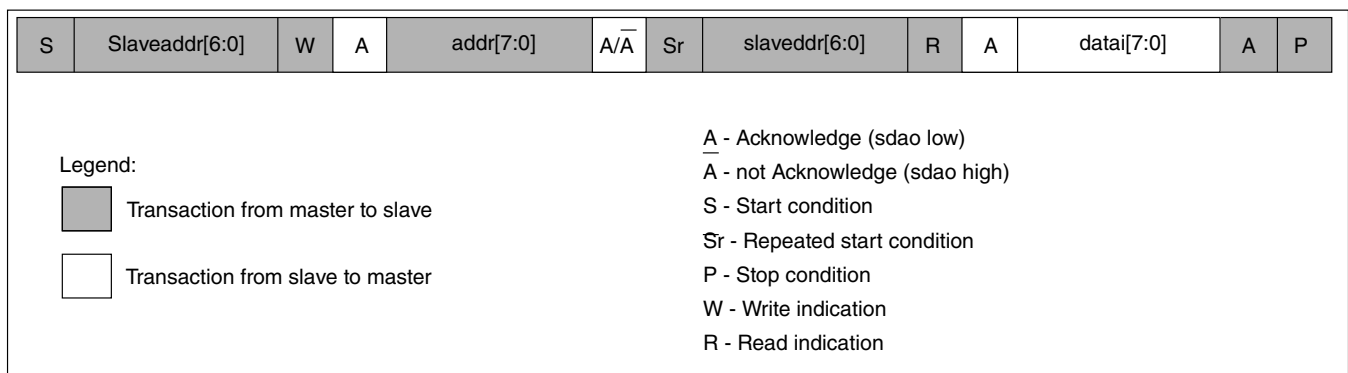 S Slaveaddr[6:0] W A addr[7:0] A/A̅ Sr slaveddr[6:0] R A datai[7:0] A P
Legend:
Transaction from master to slave
Transaction from slave to master
A - Acknowledge (sdao low)
A̅ - not Acknowledge (sdao high)
S - Start condition
S̅r - Repeated start condition
P - Stop condition
W - Write indication
R - Read indication